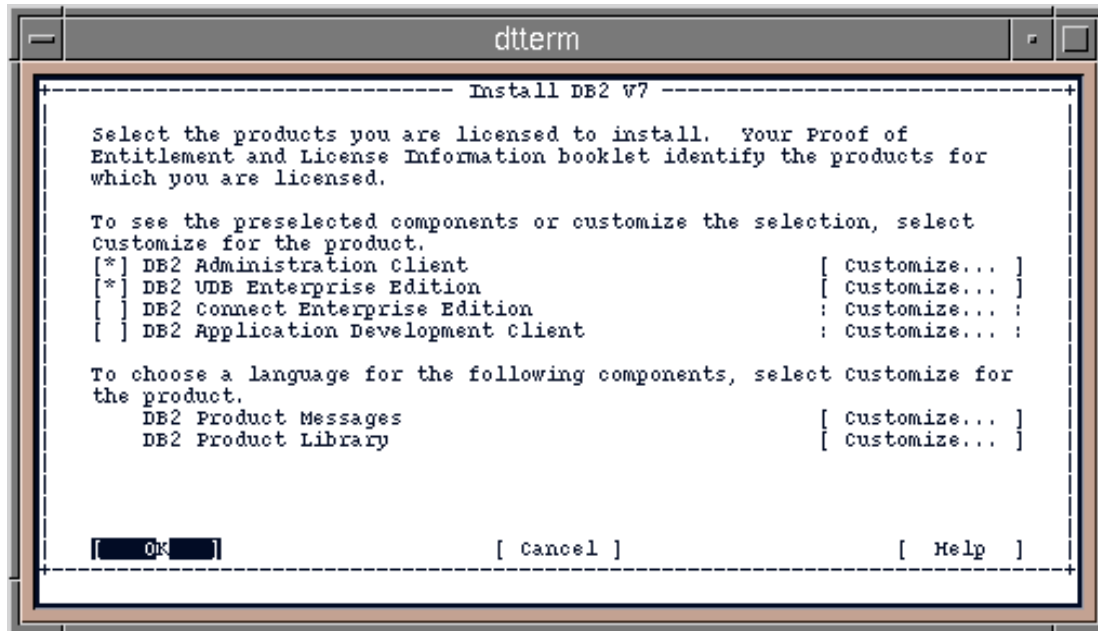 dtterm
Install DB2 V7
Select the products you are licensed to install. Your Proof of
Entitlement and License Information booklet identify the products for
which you are licensed.
To see the preselected components or customize the selection, select
Customize for the product.
[*] DB2 Administration Client [ Customize... ]
[*] DB2 UDB Enterprise Edition [ Customize... ]
[ ] DB2 Connect Enterprise Edition : Customize... :
[ ] DB2 Application Development Client : Customize... :
To choose a language for the following components, select Customize for
the product.
DB2 Product Messages [ Customize... ]
DB2 Product Library [ Customize... ]
[ OK ] [ Cancel ] [ Help ]